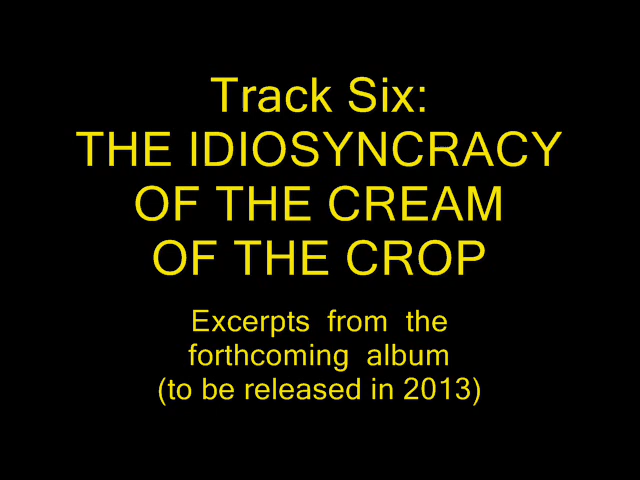 Track Six:
THE IDIOSYNCRACY
OF THE CREAM
OF THE CROP
Excerpts from the
forthcoming album
(to be released in 2013)